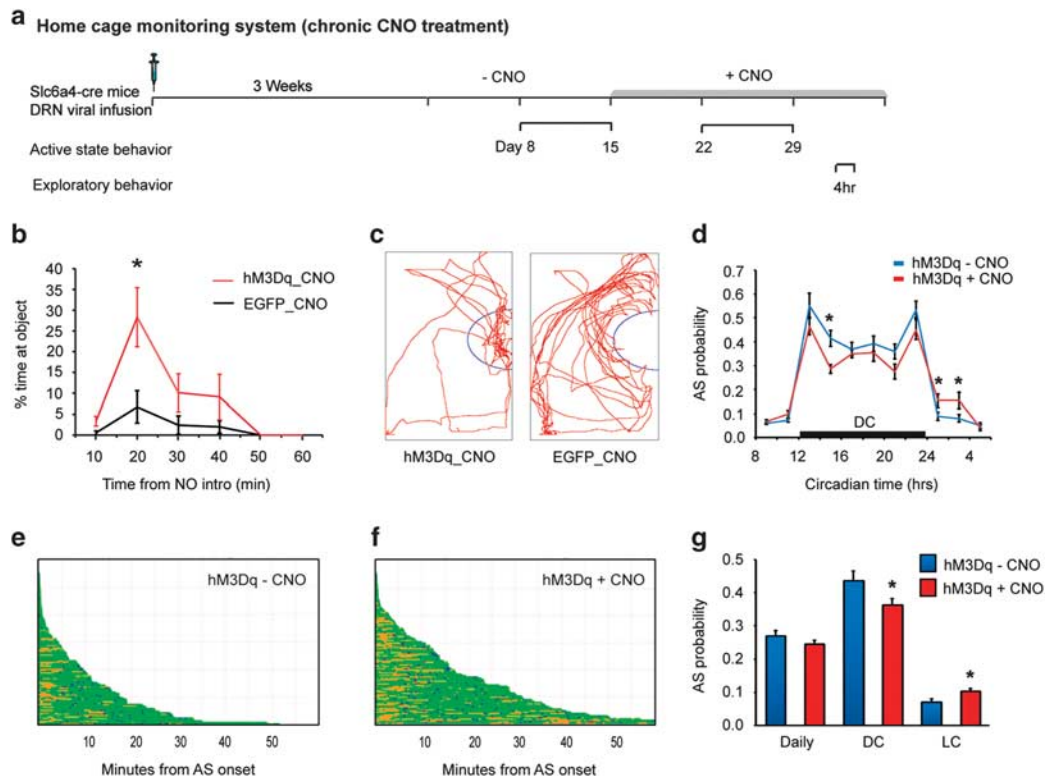 a Home cage monitoring system (chronic CNO treatment)
Slc6a4-cre mice
DRN viral infusion
3 Weeks
- CNO
+ CNO
Active state behavior
Day 8
15
22
29
Exploratory behavior
4hr
b
% time at object
40
35
30
25
20
15
10
5
0
*
hM3Dq_CNO
EGFP_CNO
10 20 30 40 50 60
Time from NO intro (min)
c
hM3Dq_CNO
EGFP_CNO
d
AS probability
0.7
0.6
0.5
0.4
0.3
0.2
0.1
0.0
hM3Dq - CNO
hM3Dq + CNO
*
* *
DC
8 12 16 20 24 4
Circadian time (hrs)
e
hM3Dq - CNO
10 20 30 40 50
Minutes from AS onset
f
hM3Dq + CNO
10 20 30 40 50
Minutes from AS onset
g
AS probability
0.5
0.4
0.3
0.2
0.1
0.0
hM3Dq - CNO
hM3Dq + CNO
*
*
Daily DC LC